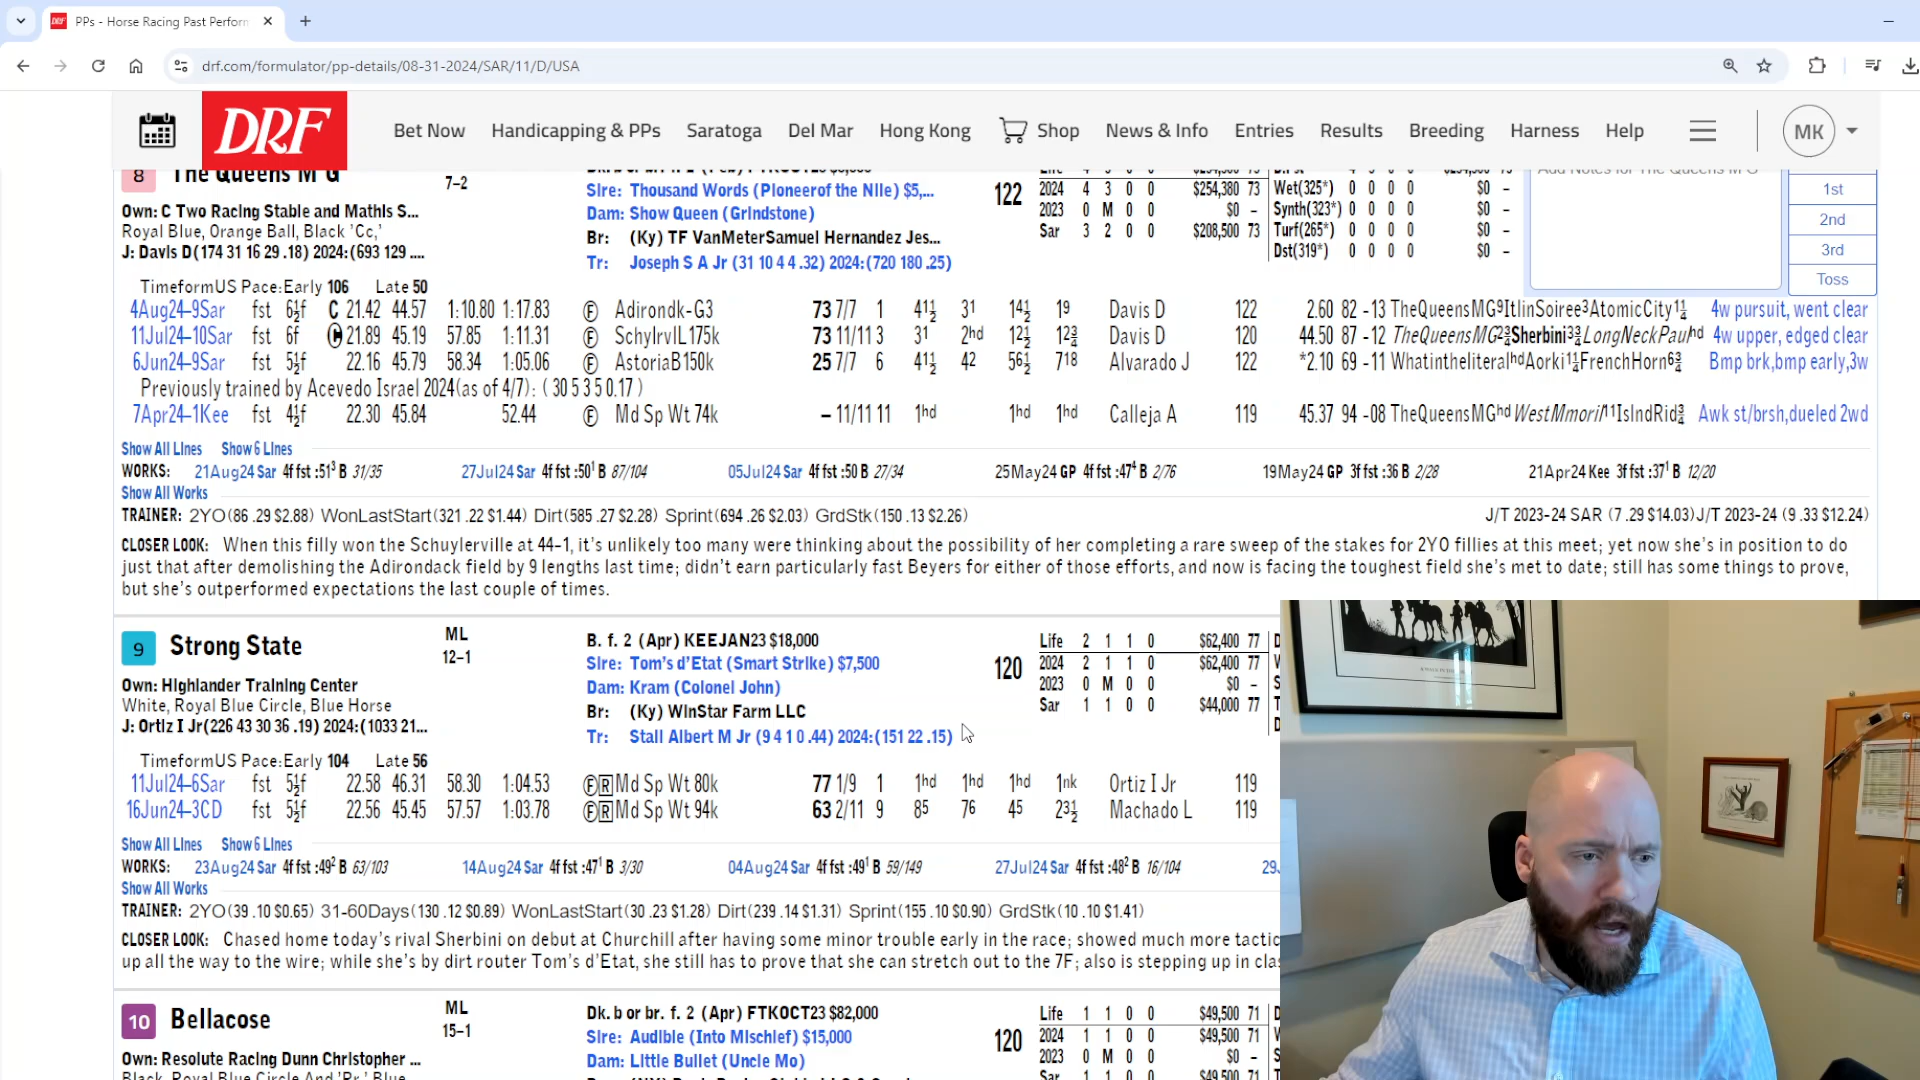 PPs - Horse Racing Past Perform
drf.com/formulator/pp-details/08-31-2024/SAR/11/D/USA
DRF
Bet Now Handicapping & PPs Saratoga Del Mar Hong Kong Shop News & Info Entries Results Breeding Harness Help MK
8 The Queens M G
7-2
Own: C Two Racing Stable and Mathis S...
Royal Blue, Orange Ball, Black 'Cc,'
J: Davis D(174 31 16 29 .18) 2024:(693 129 ....
Sire: Thousand Words (Pioneerof the Nile) $5,...
Dam: Show Queen (Grindstone)
Br: (Ky) TF VanMeterSamuel Hernandez Jes...
Tr: Joseph S A Jr (31 10 4 4 .32) 2024:(720 180 .25)
122
2024 4 3 0 0 $254,380 73
2023 0 M 0 0 $0 -
Sar 3 2 0 0 $208,500 73
Wet(325*) 0 0 0 0 $0 -
Synth(323*) 0 0 0 0 $0 -
Turf(265*) 0 0 0 0 $0 -
Dst(319*) 0 0 0 0 $0 -
Add Notes for The Queens M G
1st
2nd
3rd
Toss
TimeformUS Pace: Early 106 Late 50
4Aug24-9Sar fst 6½f C 21.42 44.57 1:10.80 1:17.83 Ⓕ Adirondk-G3 73 7/7 1 41½ 31 14½ 19 Davis D 122 2.60 82 -13 TheQueensMG9ItlinSoiree3AtomicCity1¼ 4w pursuit, went clear
11Jul24-10Sar fst 6f C 21.89 45.19 57.85 1:11.31 Ⓕ SchylrvlL175k 73 11/11 3 31 2hd 12½ 12¾ Davis D 120 44.50 87 -12 TheQueensMG2¾Sherbini3¾LongNeckPaulhd 4w upper, edged clear
6Jun24-9Sar fst 5½f 22.16 45.79 58.34 1:05.06 Ⓕ AstoriaB150k 25 7/7 6 41½ 42 56½ 718 Alvarado J 122 *2.10 69 -11 WhatintheliteralhdAorki1¼FrenchHorn6¾ Bmp brk,bmp early,3w
Previously trained by Acevedo Israel 2024(as of 4/7): ( 30 5 3 5 0.17 )
7Apr24-1Kee fst 4½f 22.30 45.84 52.44 Ⓕ Md Sp Wt 74k - 11/11 11 1hd 1hd 1hd Calleja A 119 45.37 94 -08 TheQueensMGhdWestMmori11IslndRid¾ Awk st/brsh,dueled 2wd
Show All Lines Show 6 Lines
WORKS: 21Aug24 Sar 4f fst :513 B 31/35 27Jul24 Sar 4f fst :501 B 87/104 05Jul24 Sar 4f fst :50 B 27/34 25May24 GP 4f fst :474 B 2/76 19May24 GP 3f fst :36 B 2/28 21Apr24 Kee 3f fst :371 B 12/20
Show All Works
TRAINER: 2YO(86 .29 $2.88) WonLastStart(321 .22 $1.44) Dirt(585 .27 $2.28) Sprint(694 .26 $2.03) GrdStk(150 .13 $2.26) J/T 2023-24 SAR (7 .29 $14.03) J/T 2023-24 (9 .33 $12.24)
CLOSER LOOK: When this filly won the Schuylerville at 44-1, it's unlikely too many were thinking about the possibility of her completing a rare sweep of the stakes for 2YO fillies at this meet; yet now she's in position to do
just that after demolishing the Adirondack field by 9 lengths last time; didn't earn particularly fast Beyers for either of those efforts, and now is facing the toughest field she's met to date; still has some things to prove,
but she's outperformed expectations the last couple of times.
9 Strong State
ML
12-1
Own: Highlander Training Center
White, Royal Blue Circle, Blue Horse
J: Ortiz I Jr(226 43 30 36 .19) 2024:(1033 21...
B. f. 2 (Apr) KEEJAN23 $18,000
Sire: Tom's d'Etat (Smart Strike) $7,500
Dam: Kram (Colonel John)
Br: (Ky) WinStar Farm LLC
Tr: Stall Albert M Jr (9 4 1 0 .44) 2024:(151 22 .15)
120
Life 2 1 1 0 $62,400 77
2024 2 1 1 0 $62,400 77
2023 0 M 0 0 $0 -
Sar 1 1 0 0 $44,000 77
TimeformUS Pace: Early 104 Late 56
11Jul24-6Sar fst 5½f 22.58 46.31 58.30 1:04.53 ⒻR Md Sp Wt 80k 77 1/9 1 1hd 1hd 1hd 1nk Ortiz I Jr 119
16Jun24-3CD fst 5½f 22.56 45.45 57.57 1:03.78 ⒻR Md Sp Wt 94k 63 2/11 9 85 76 45 23½ Machado L 119
Show All Lines Show 6 Lines
WORKS: 23Aug24 Sar 4f fst :492 B 63/103 14Aug24 Sar 4f fst :471 B 3/30 04Aug24 Sar 4f fst :491 B 59/149 27Jul24 Sar 4f fst :482 B 16/104 29J
Show All Works
TRAINER: 2YO(39 .10 $0.65) 31-60Days(130 .12 $0.89) WonLastStart(30 .23 $1.28) Dirt(239 .14 $1.31) Sprint(155 .10 $0.90) GrdStk(10 .10 $1.41)
CLOSER LOOK: Chased home today's rival Sherbini on debut at Churchill after having some minor trouble early in the race; showed much more tactic
up all the way to the wire; while she's by dirt router Tom's d'Etat, she still has to prove that she can stretch out to the 7F; also is stepping up in clas
10 Bellacose
ML
15-1
Own: Resolute Racing Dunn Christopher ...
Black, Royal Blue Circle And 'Rr,' Blue
Dk. b or br. f. 2 (Apr) FTKOCT23 $82,000
Sire: Audible (Into Mischief) $15,000
Dam: Little Bullet (Uncle Mo)
120
Life 1 1 0 0 $49,500 71
2024 1 1 0 0 $49,500 71
2023 0 M 0 0 $0 -
Sar 1 1 0 0 $49,500 71